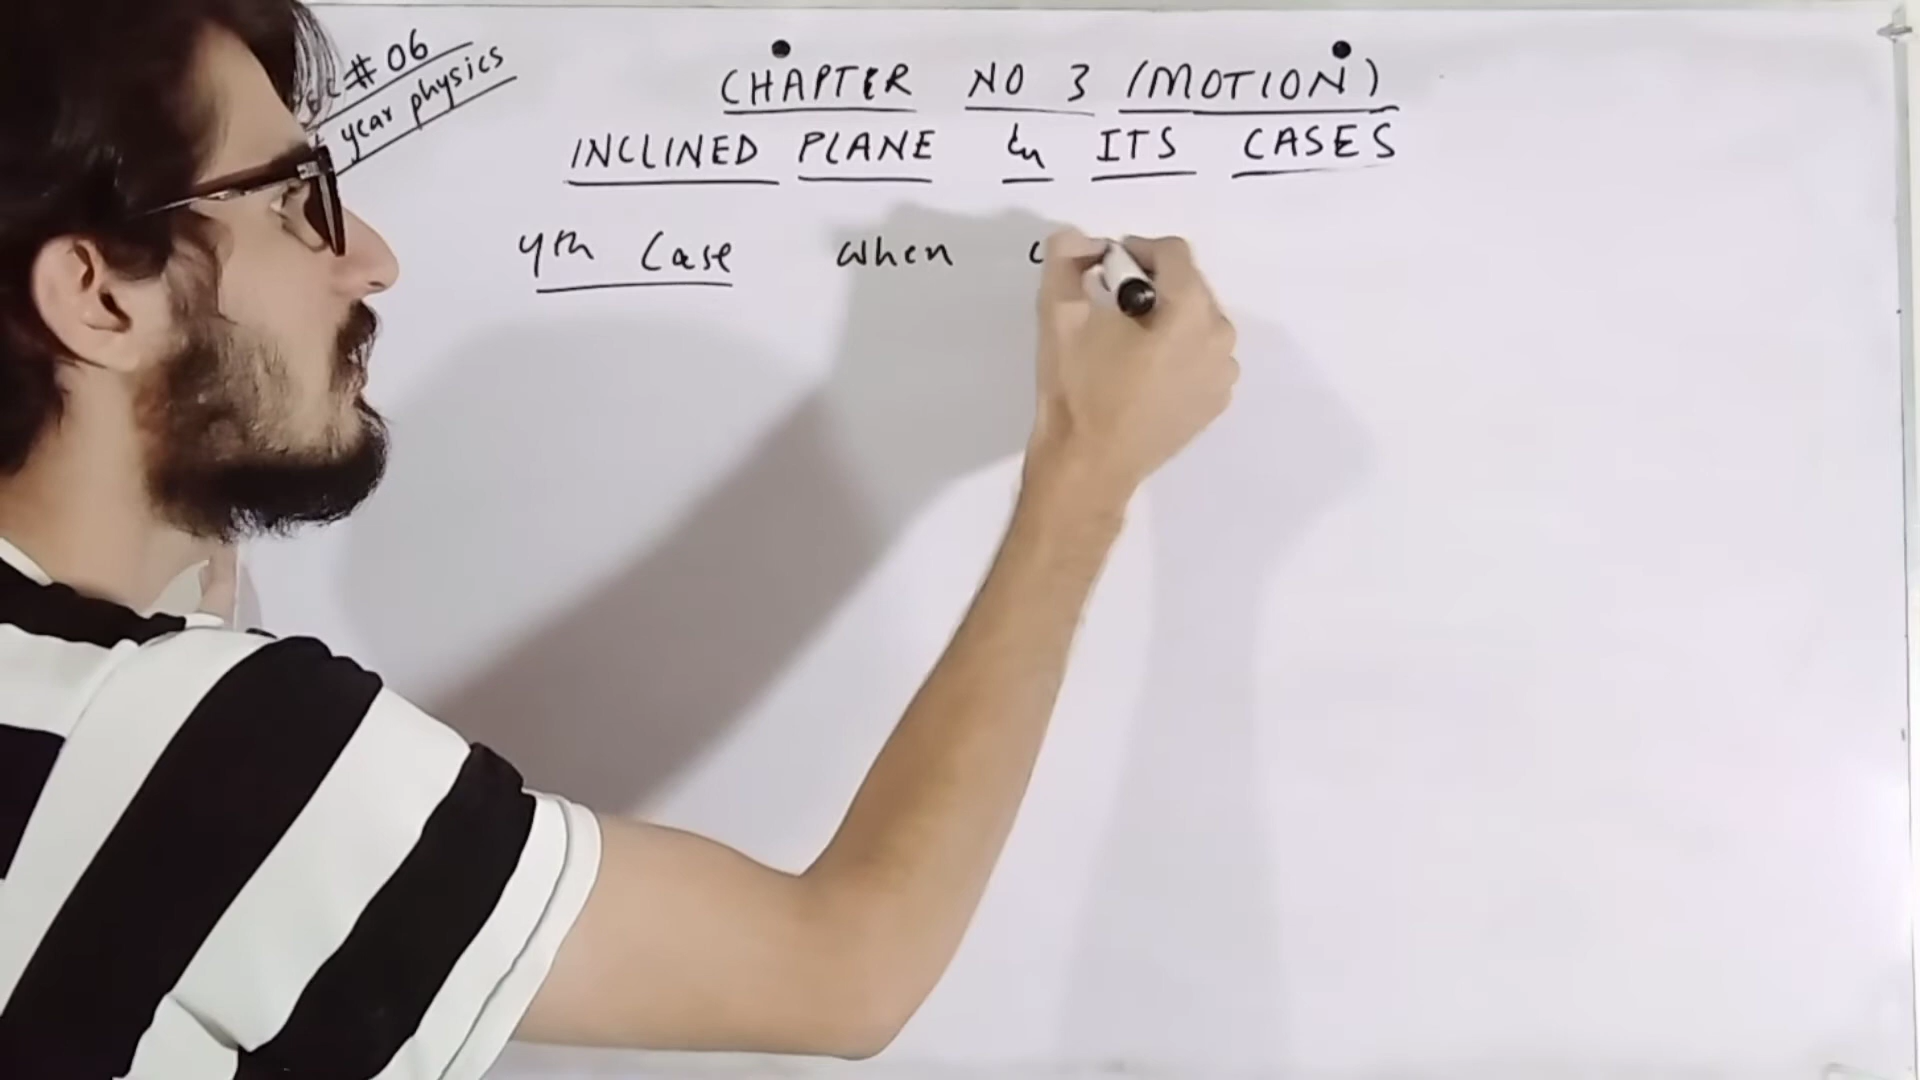 # 06
year physics
CHAPTER NO 3 (MOTION)
INCLINED PLANE & ITS CASES
4th Case when